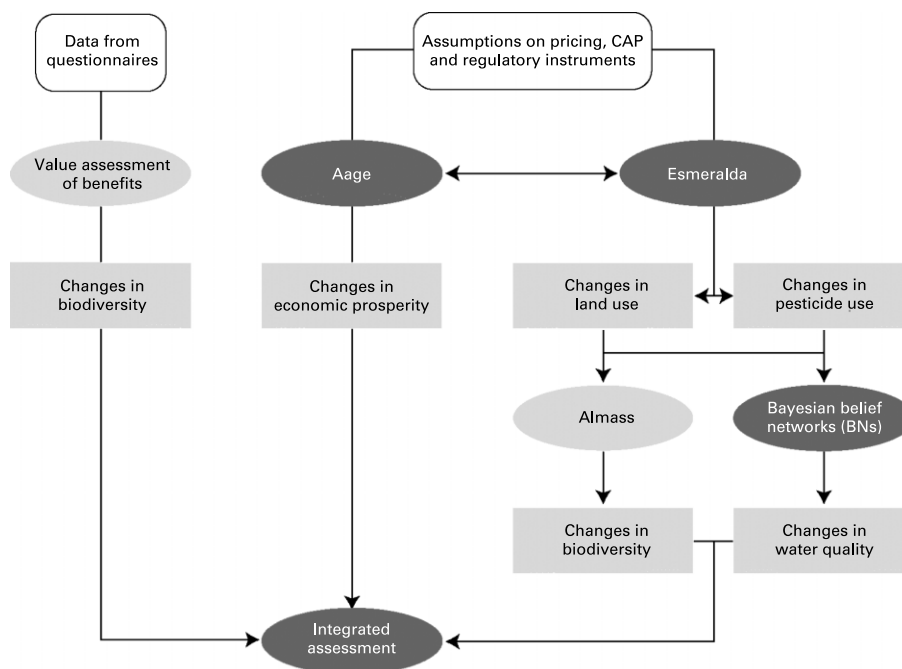 Data from
questionnaires
Assumptions on pricing, CAP
and regulatory instruments
Value assessment
of benefits
Aage
Esmeralda
Changes in
biodiversity
Changes in
economic prosperity
Changes in
land use
Changes in
pesticide use
Almass
Bayesian belief
networks (BNs)
Changes in
biodiversity
Changes in
water quality
Integrated
assessment